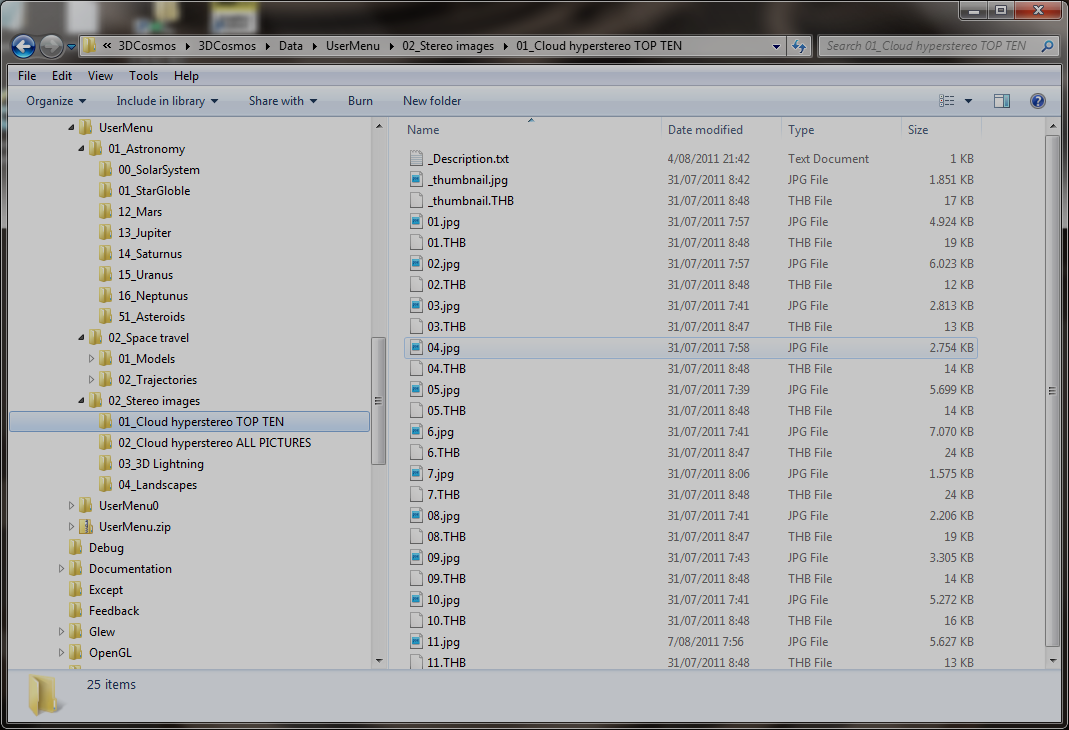 « 3DCosmos 3DCosmos Data UserMenu 02_Stereo images 01_Cloud hyperstereo TOP TEN Search 01_Cloud hyperstereo TOP TEN
File Edit View Tools Help
Organize Include in library Share with Burn New folder
UserMenu
01_Astronomy
00_SolarSystem
01_StarGloble
12_Mars
13_Jupiter
14_Saturnus
15_Uranus
16_Neptunus
51_Asteroids
02_Space travel
01_Models
02_Trajectories
02_Stereo images
01_Cloud hyperstereo TOP TEN
02_Cloud hyperstereo ALL PICTURES
03_3D Lightning
04_Landscapes
UserMenu0
UserMenu.zip
Debug
Documentation
Except
Feedback
Glew
OpenGL
Name Date modified Type Size
_Description.txt 4/08/2011 21:42 Text Document 1 KB
_thumbnail.jpg 31/07/2011 8:42 JPG File 1.851 KB
_thumbnail.THB 31/07/2011 8:48 THB File 17 KB
01.jpg 31/07/2011 7:57 JPG File 4.924 KB
01.THB 31/07/2011 8:48 THB File 19 KB
02.jpg 31/07/2011 7:57 JPG File 6.023 KB
02.THB 31/07/2011 8:48 THB File 12 KB
03.jpg 31/07/2011 7:41 JPG File 2.813 KB
03.THB 31/07/2011 8:47 THB File 13 KB
04.jpg 31/07/2011 7:58 JPG File 2.754 KB
04.THB 31/07/2011 8:48 THB File 14 KB
05.jpg 31/07/2011 7:39 JPG File 5.699 KB
05.THB 31/07/2011 8:48 THB File 14 KB
6.jpg 31/07/2011 7:41 JPG File 7.070 KB
6.THB 31/07/2011 8:47 THB File 24 KB
7.jpg 31/07/2011 8:06 JPG File 1.575 KB
7.THB 31/07/2011 8:48 THB File 24 KB
08.jpg 31/07/2011 7:41 JPG File 2.206 KB
08.THB 31/07/2011 8:47 THB File 19 KB
09.jpg 31/07/2011 7:43 JPG File 3.305 KB
09.THB 31/07/2011 8:48 THB File 14 KB
10.jpg 31/07/2011 7:41 JPG File 5.272 KB
10.THB 31/07/2011 8:48 THB File 16 KB
11.jpg 7/08/2011 7:56 JPG File 5.627 KB
11.THB 31/07/2011 8:48 THB File 13 KB
25 items